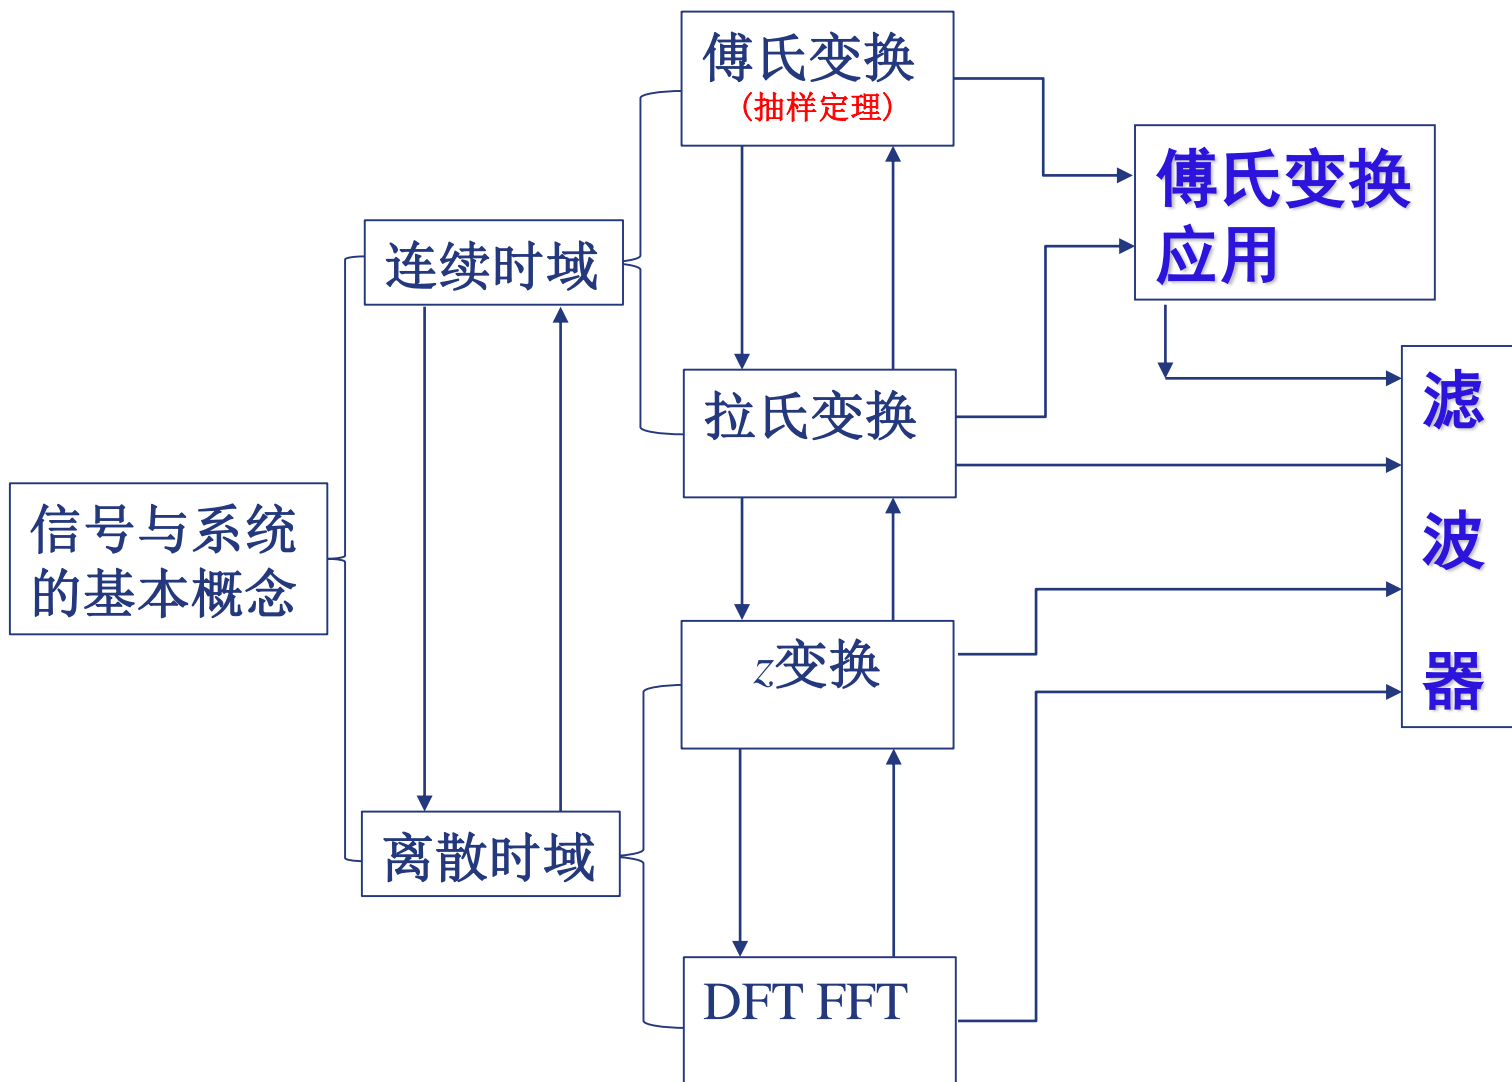 傅氏变换
(抽样定理)
傅氏变换
应用
连续时域
拉氏变换
滤
波
器
信号与系统
的基本概念
z变换
离散时域
DFT FFT